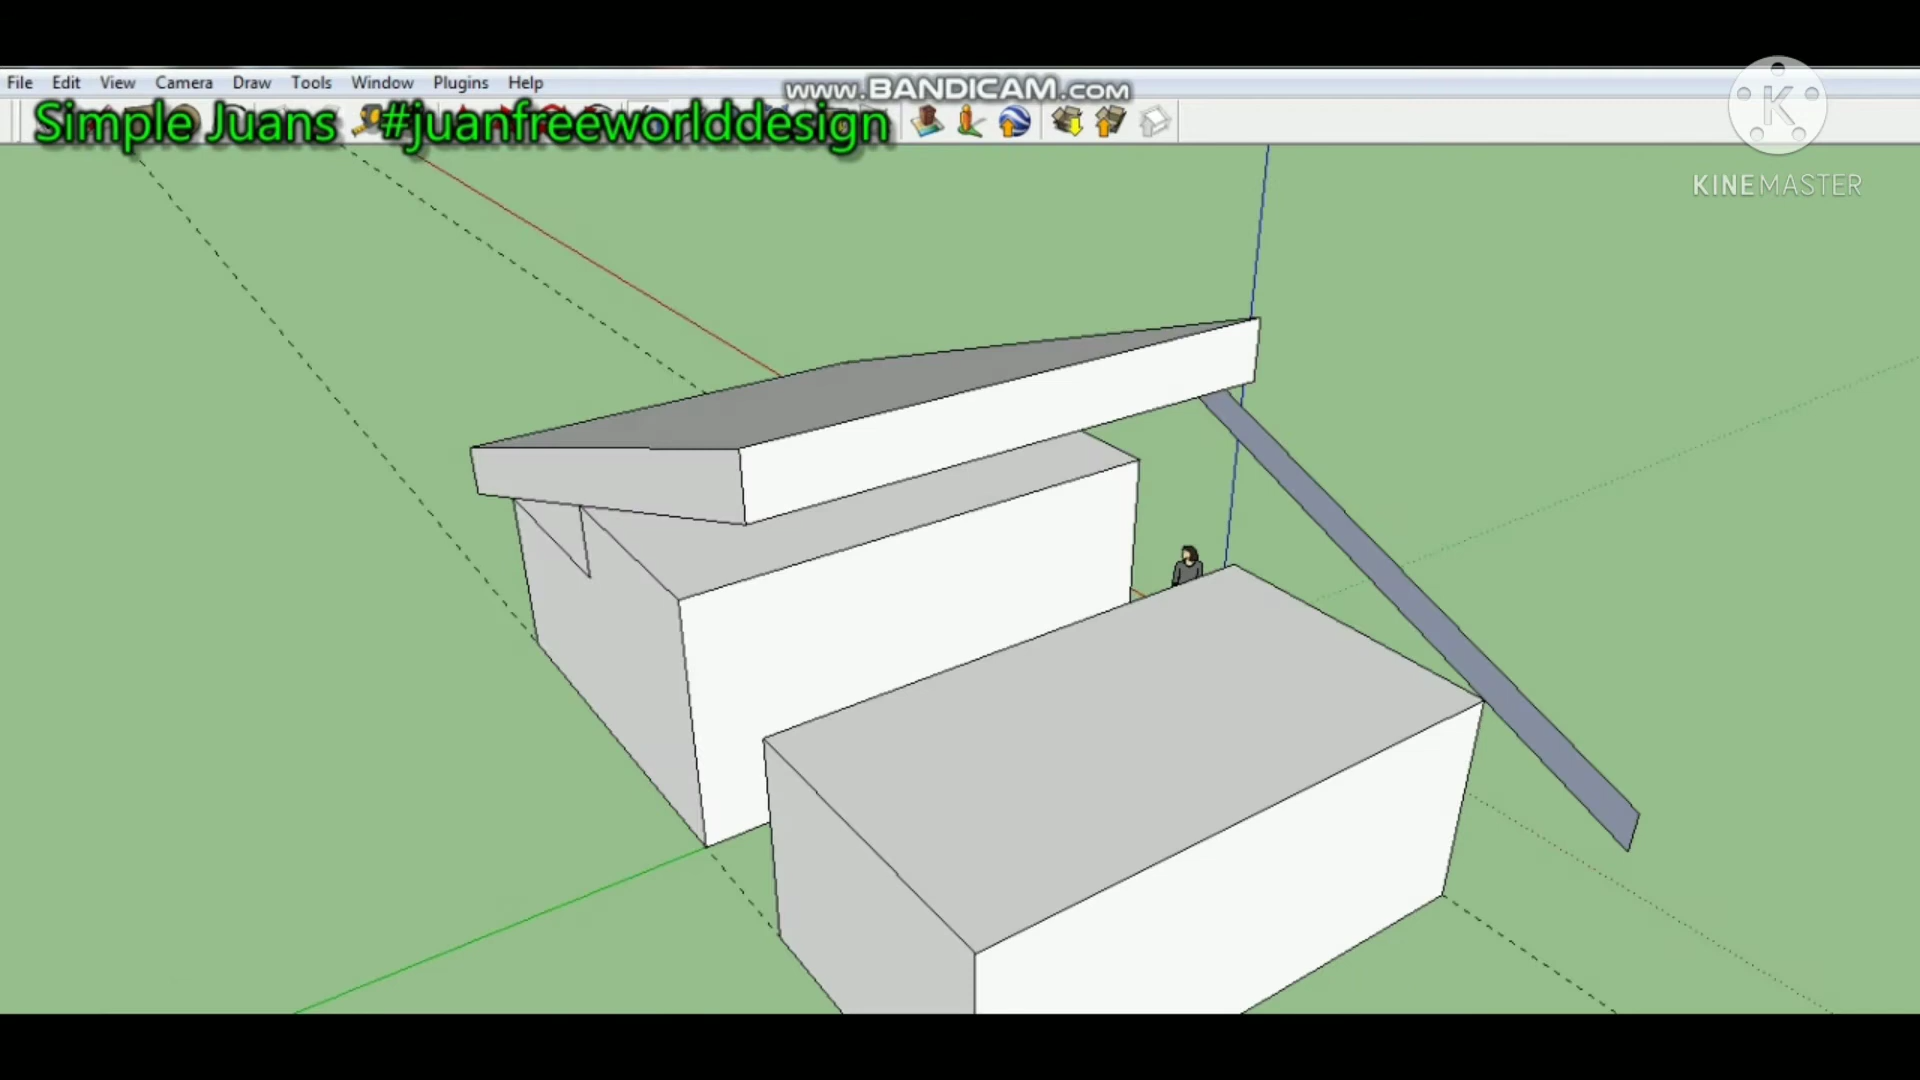 www.BANDICAM.com
File Edit View Camera Draw Tools Window Plugins Help
Simple Juans #juanfreeworlddesign
K
KINEMASTER